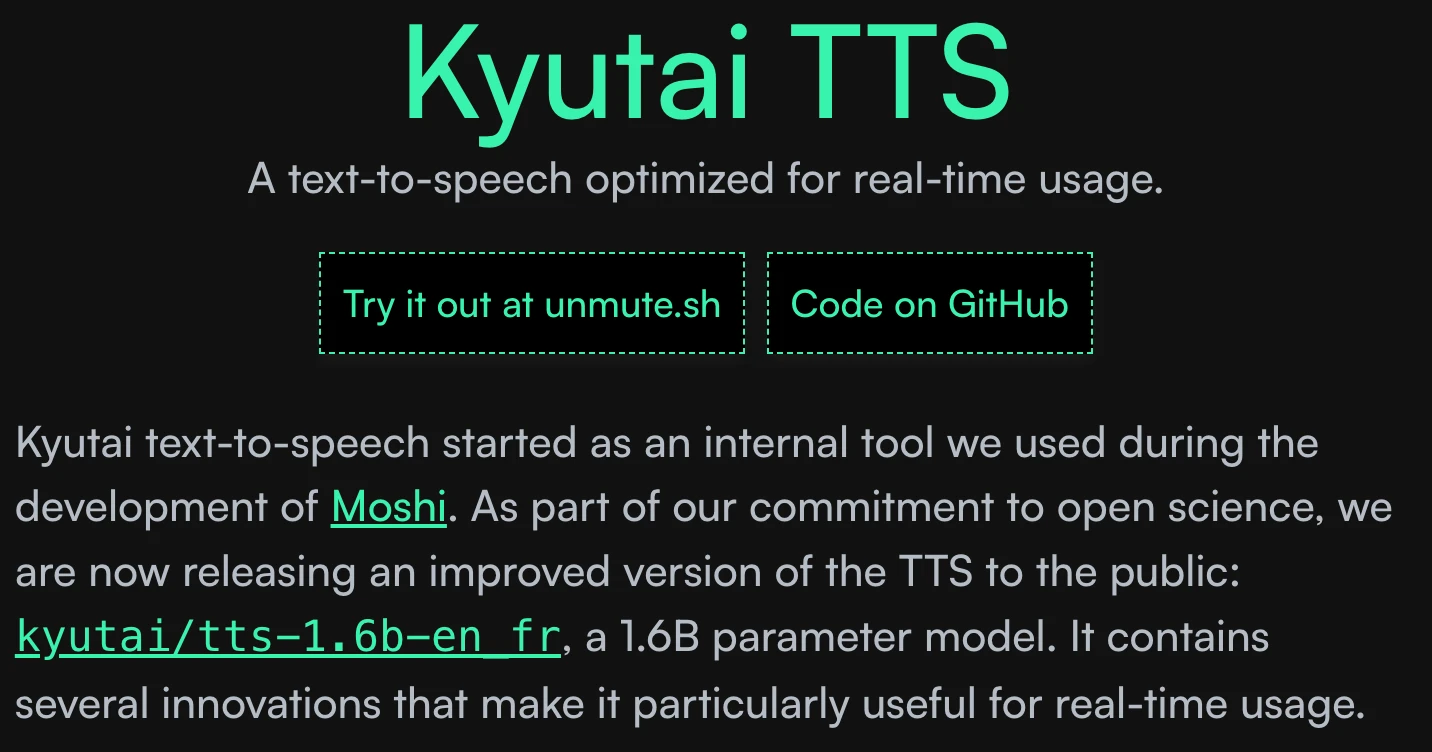 Kyutai TTS
A text-to-speech optimized for real-time usage.
Try it out at unmute.sh
Code on GitHub
Kyutai text-to-speech started as an internal tool we used during the
development of Moshi. As part of our commitment to open science, we
are now releasing an improved version of the TTS to the public:
kyutai/tts-1.6b-en_fr, a 1.6B parameter model. It contains
several innovations that make it particularly useful for real-time usage.